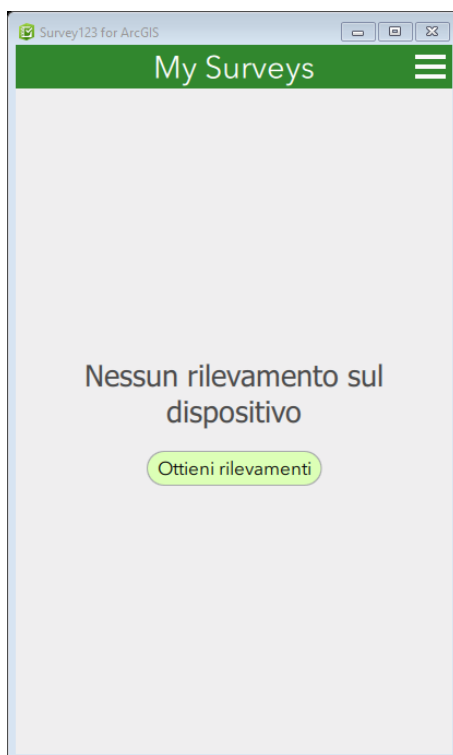 Survey123 for ArcGIS
My Surveys
Nessun rilevamento sul
dispositivo
Ottieni rilevamenti